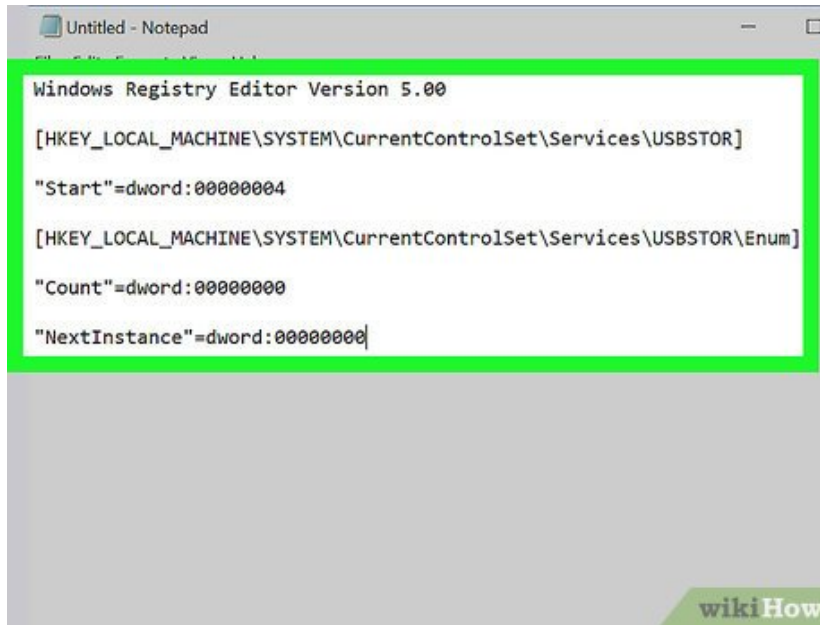 Untitled - Notepad
Windows Registry Editor Version 5.00
[HKEY_LOCAL_MACHINE\SYSTEM\CurrentControlSet\Services\USBSTOR]
"Start"=dword:00000004
[HKEY_LOCAL_MACHINE\SYSTEM\CurrentControlSet\Services\USBSTOR\Enum]
"Count"=dword:00000000
"NextInstance"=dword:00000000
wikiHow